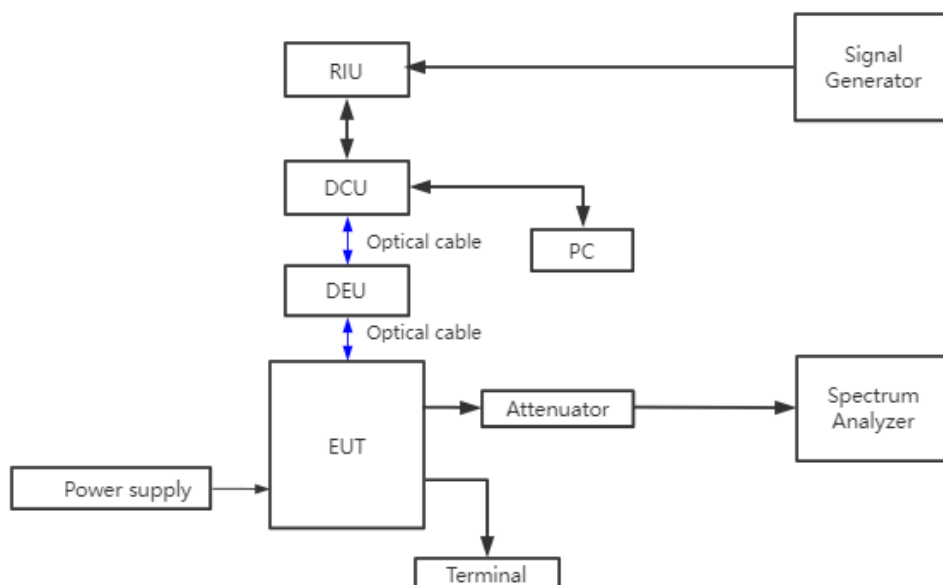 RIU
Signal
Generator
DCU
Optical cable
PC
DEU
Optical cable
EUT
Attenuator
Spectrum
Analyzer
Power supply
Terminal